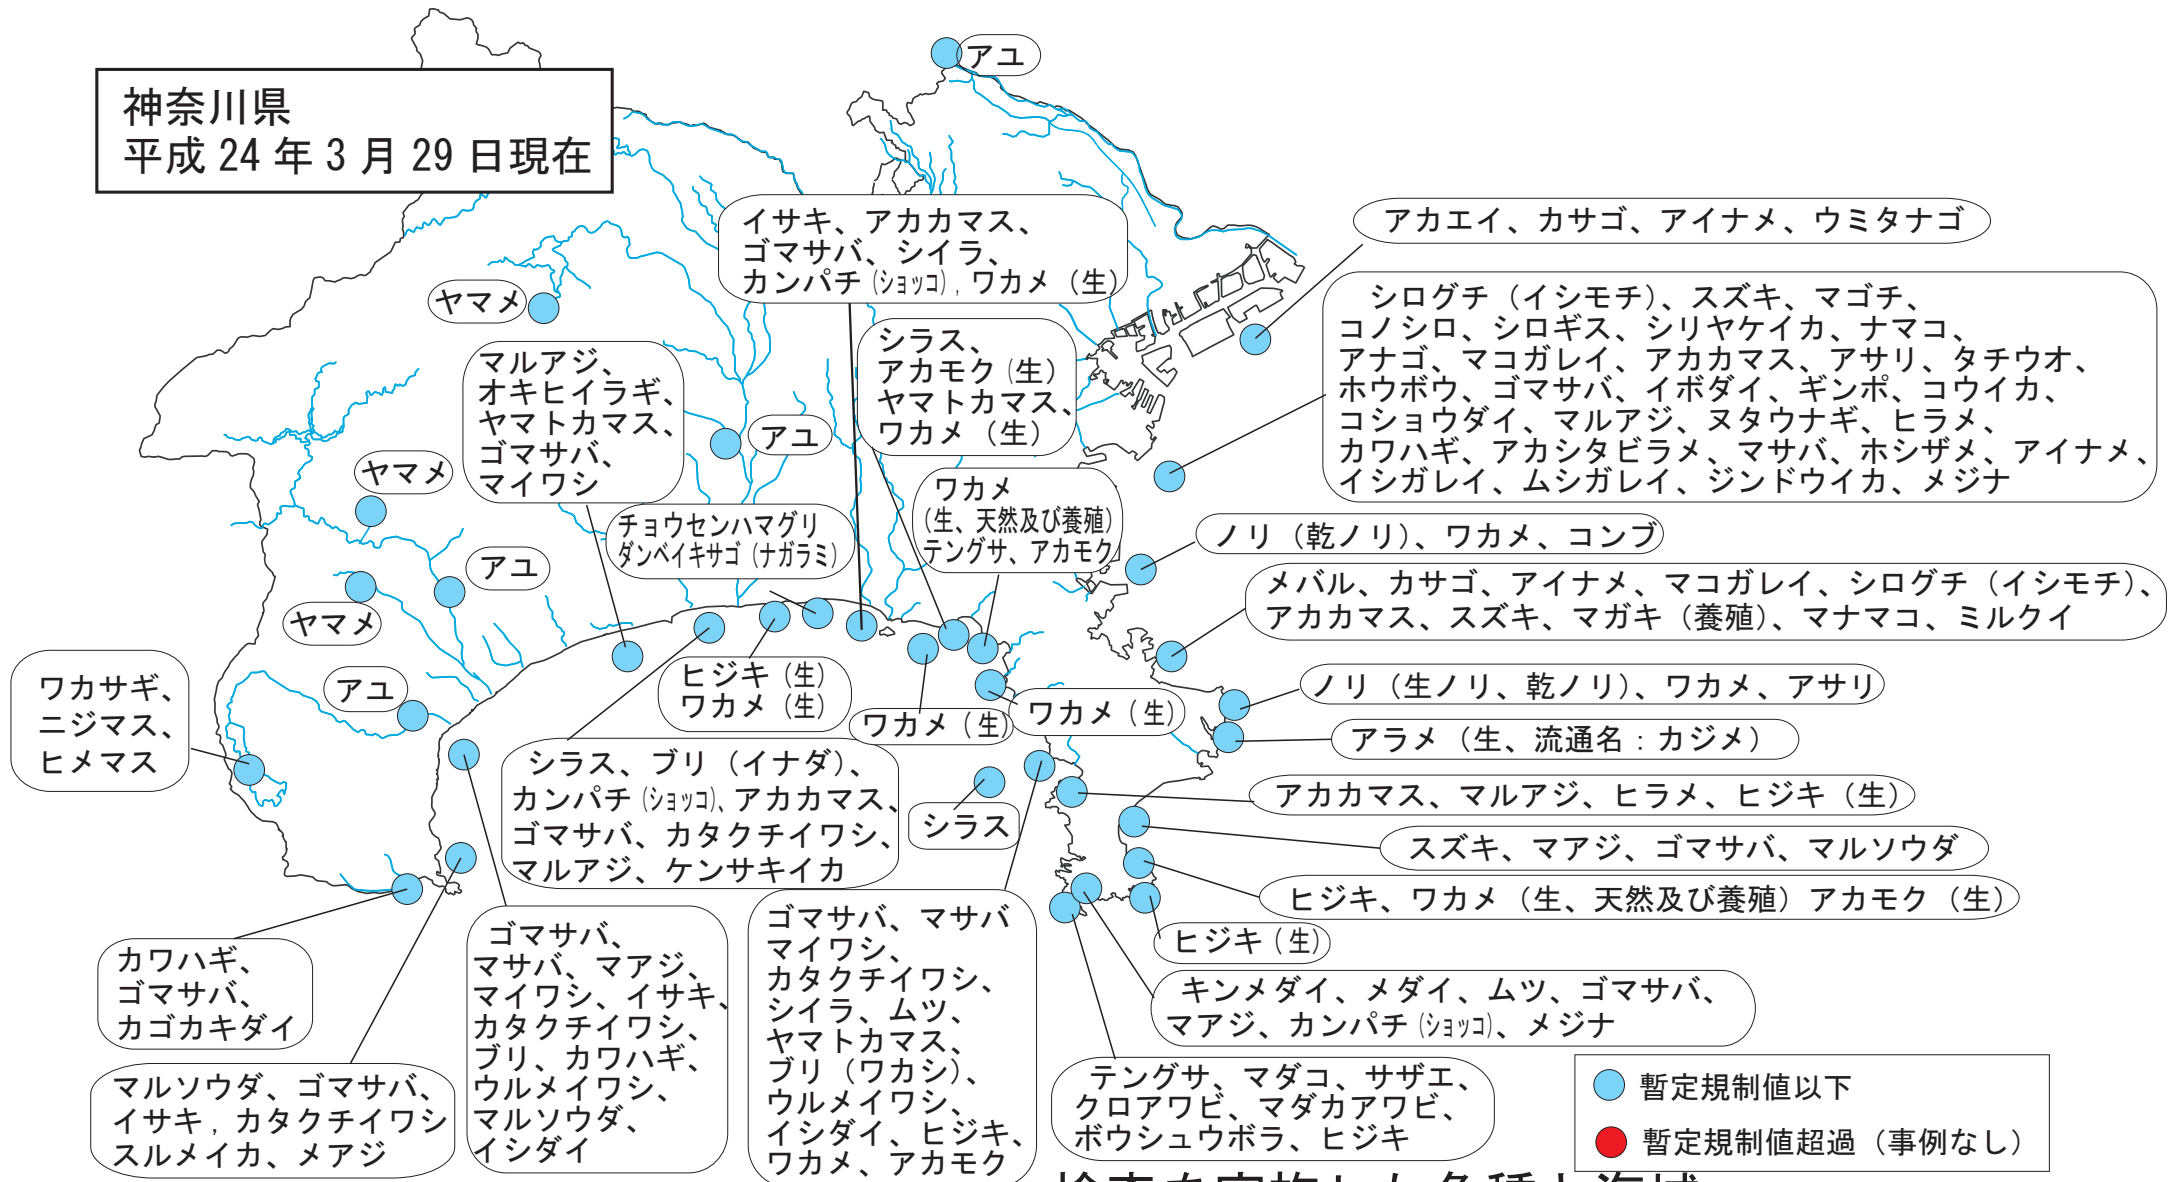 神奈川県
平成 24 年 3 月 29 日現在
アユ
イサキ、アカカマス、
ゴマサバ、シイラ、
カンパチ (ショッコ) , ワカメ（生）
アカエイ、カサゴ、アイナメ、ウミタナゴ
ヤマメ
シログチ（イシモチ）、スズキ、マゴチ、
コノシロ、シロギス、シリヤケイカ、ナマコ、
アナゴ、マコガレイ、アカカマス、アサリ、タチウオ、
ホウボウ、ゴマサバ、イボダイ、ギンポ、コウイカ、
コショウダイ、マルアジ、ヌタウナギ、ヒラメ、
カワハギ、アカシタビラメ、マサバ、ホシザメ、アイナメ、
イシガレイ、ムシガレイ、ジンドウイカ、メジナ
シラス、
アカモク（生）
ヤマトカマス、
ワカメ（生）
マルアジ、
オキヒイラギ、
ヤマトカマス、
ゴマサバ、
マイワシ
アユ
ヤマメ
ワカメ
(生、天然及び養殖)
テングサ、アカモク
チョウセンハマグリ
ダンベイキサゴ（ナガラミ）
ノリ（乾ノリ）、ワカメ、コンブ
アユ
メバル、カサゴ、アイナメ、マコガレイ、シログチ（イシモチ）、
アカカマス、スズキ、マガキ（養殖）、マナマコ、ミルクイ
ヤマメ
ワカサギ、
ニジマス、
ヒメマス
アユ
ヒジキ（生）
ワカメ（生）
ワカメ（生）
ワカメ（生）
ノリ（生ノリ、乾ノリ）、ワカメ、アサリ
アラメ（生、流通名：カジメ）
シラス、ブリ（イナダ）、
カンパチ (ショッコ)、アカカマス、
ゴマサバ、カタクチイワシ、
マルアジ、ケンサキイカ
シラス
アカカマス、マルアジ、ヒラメ、ヒジキ（生）
スズキ、マアジ、ゴマサバ、マルソウダ
ヒジキ、ワカメ（生、天然及び養殖）アカモク（生）
ヒジキ（生）
カワハギ、
ゴマサバ、
カゴカキダイ
ゴマサバ、
マサバ、マアジ、
マイワシ、イサキ、
カタクチイワシ、
ブリ、カワハギ、
ウルメイワシ、
マルソウダ、
イシダイ
ゴマサバ、マサバ
マイワシ、
カタクチイワシ、
シイラ、ムツ、
ヤマトカマス、
ブリ（ワカシ）、
ウルメイワシ、
イシダイ、ヒジキ、
ワカメ、アカモク
キンメダイ、メダイ、ムツ、ゴマサバ、
マアジ、カンパチ (ショッコ)、メジナ
マルソウダ、ゴマサバ、
イサキ , カタクチイワシ
スルメイカ、メアジ
テングサ、マダコ、サザエ、
クロアワビ、マダカアワビ、
ボウシュウボラ、ヒジキ
暫定規制値以下
暫定規制値超過（事例なし）